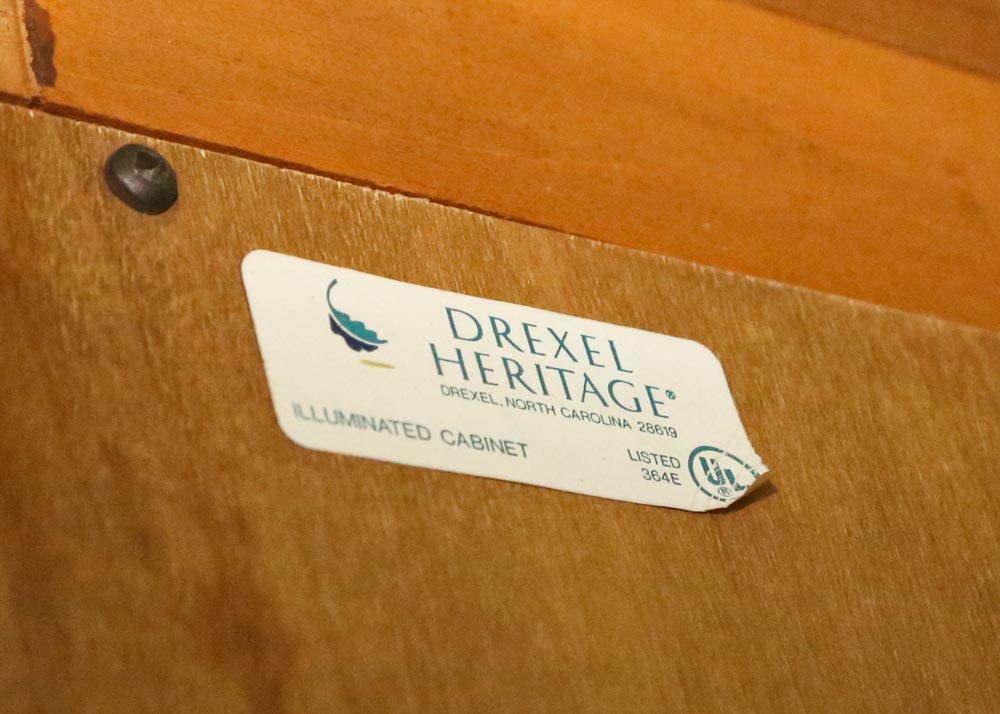 DREXEL
HERITAGE®
DREXEL, NORTH CAROLINA 28619
ILLUMINATED CABINET
LISTED
364E
UL
®